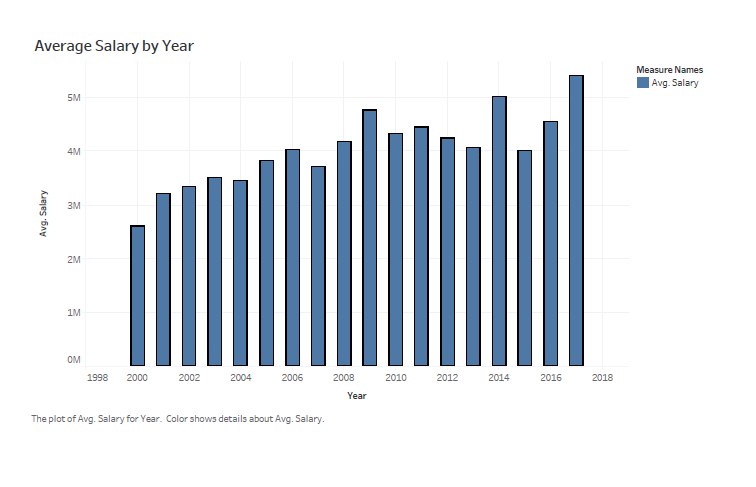 Average Salary by Year
Measure Names
Avg. Salary
5M
4M
3M
2M
1M
0M
Avg. Salary
1998 2000 2002 2004 2006 2008 2010 2012 2014 2016 2018
Year
The plot of Avg. Salary for Year. Color shows details about Avg. Salary.